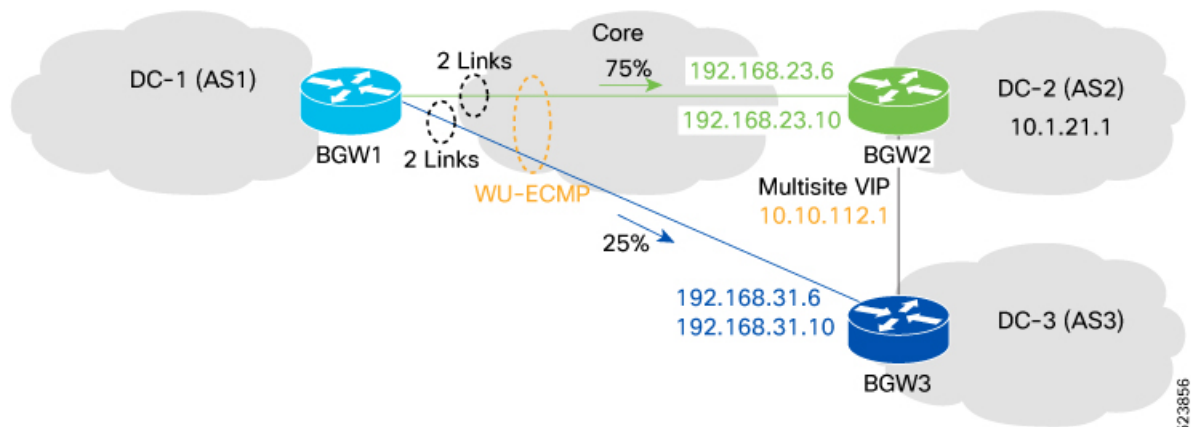 Core
2 Links
75%
192.168.23.6
DC-1 (AS1)
DC-2 (AS2)
192.168.23.10
10.1.21.1
BGW1
2 Links
BGW2
WU-ECMP
Multisite VIP
10.10.112.1
25%
192.168.31.6
192.168.31.10
DC-3 (AS3)
BGW3
523856